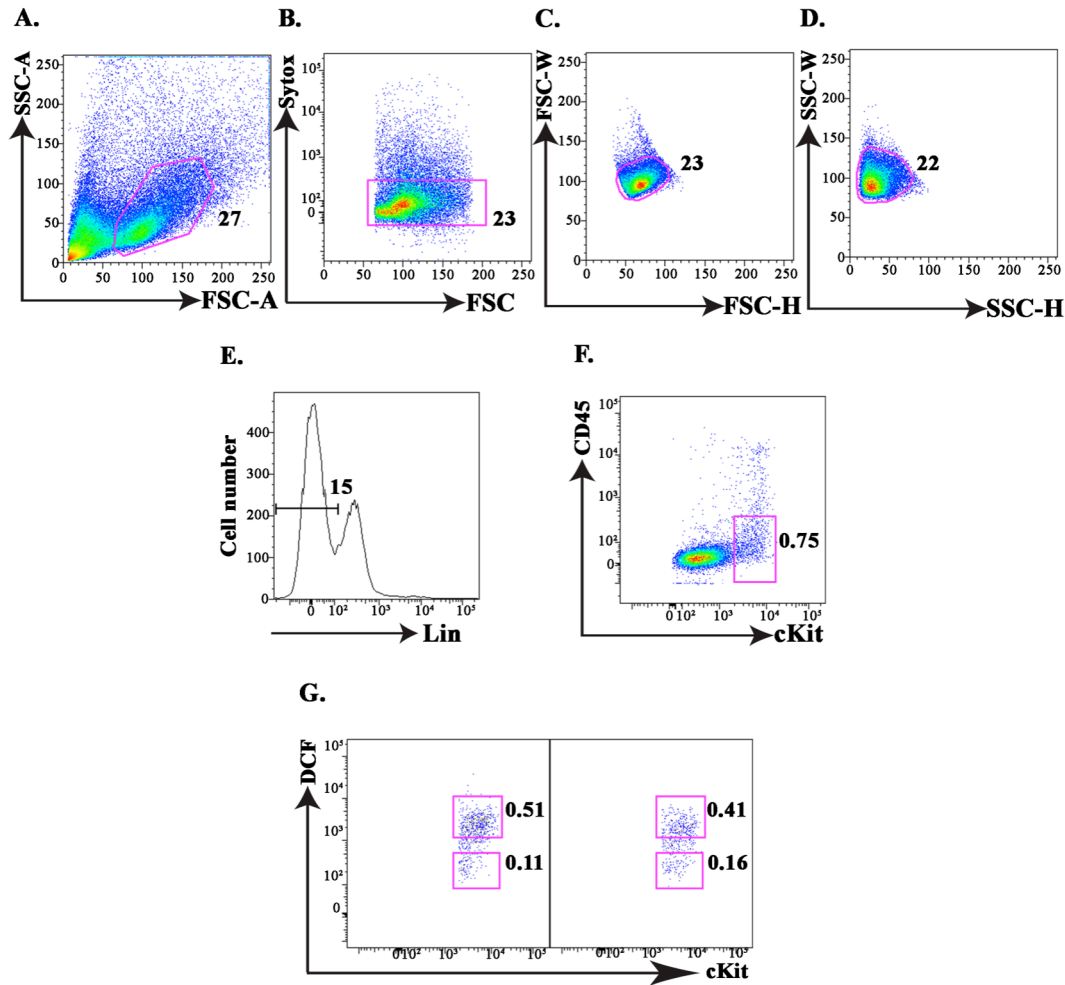 A.
B.
C.
D.
SSC-A
250
200
150
100
50
0
27
0 50 100 150 200 250
FSC-A
Sytox
10⁵
10⁴
10³
10²
0
23
0 50 100 150 200 250
FSC
FSC-W
250
200
150
100
50
0
23
0 50 100 150 200 250
FSC-H
SSC-W
250
200
150
100
50
0
22
0 50 100 150 200 250
SSC-H
E.
F.
Cell number
400
300
200
100
0
15
0 10² 10³ 10⁴ 10⁵
Lin
CD45
10⁵
10⁴
10³
10²
0
0.75
0 10² 10³ 10⁴ 10⁵
cKit
G.
DCF
10⁵
10⁴
10³
10²
0
0.51
0.11
0.41
0.16
0 10² 10³ 10⁴ 10⁵
0 10² 10³ 10⁴ 10⁵
cKit